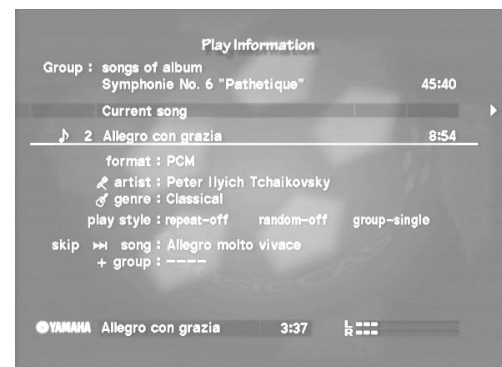 Play Information
Group : songs of album
Symphonie No. 6 "Pathetique" 45:40
Current song
2 Allegro con grazia 8:54
format : PCM
artist : Peter Ilyich Tchaikovsky
genre : Classical
play style : repeat-off random-off group-single
skip song : Allegro molto vivace
+ group : ----
YAMAHA Allegro con grazia 3:37 L
R